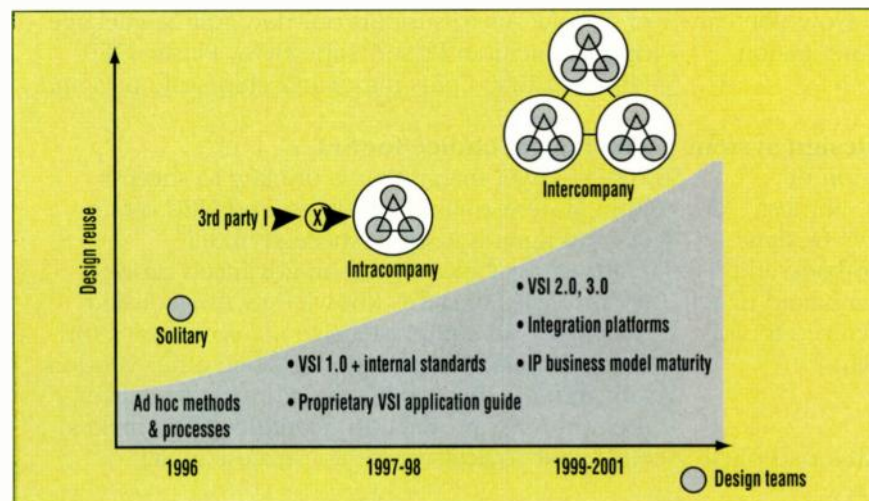 Design reuse
3rd party I
X
Solitary
Intracompany
Intercompany
Ad hoc methods
& processes
• VSI 1.0 + internal standards
• Proprietary VSI application guide
• VSI 2.0, 3.0
• Integration platforms
• IP business model maturity
1996
1997-98
1999-2001
Design teams